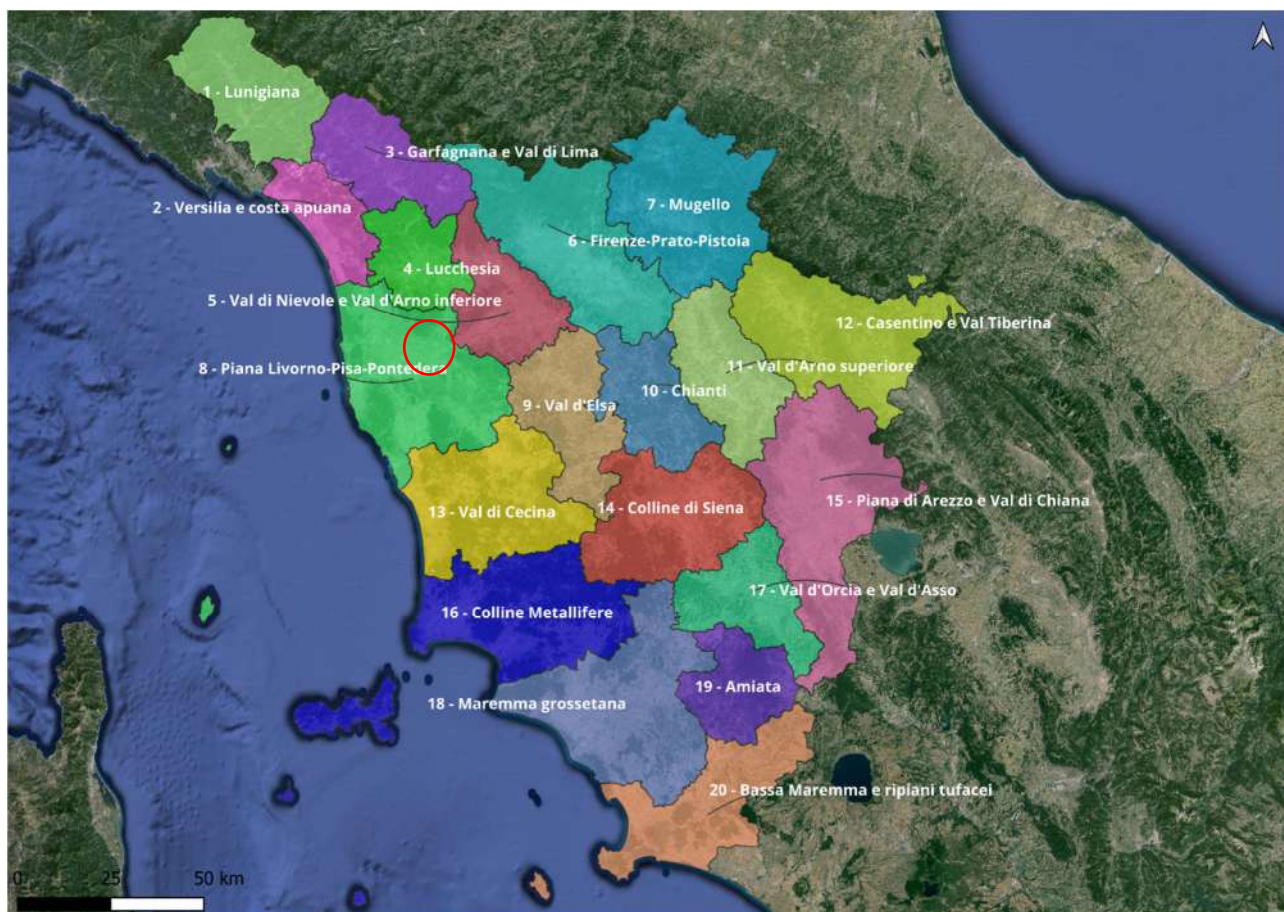 1 - Lunigiana
3 - Garfagnana e Val di Lima
2 - Versilia e costa apuana
7 - Mugello
6 - Firenze-Prato-Pistoia
4 - Lucchesia
5 - Val di Nievole e Val d'Arno inferiore
12 - Casentino e Val Tiberina
8 - Piana Livorno-Pisa-Pontedera
11 - Val d'Arno superiore
10 - Chianti
9 - Val d'Elsa
15 - Piana di Arezzo e Val di Chiana
14 - Colline di Siena
13 - Val di Cecina
17 - Val d'Orcia e Val d'Asso
16 - Colline Metallifere
19 - Amiata
18 - Maremma grossetana
20 - Bassa Maremma e ripiani tufacei
0 25 50 km